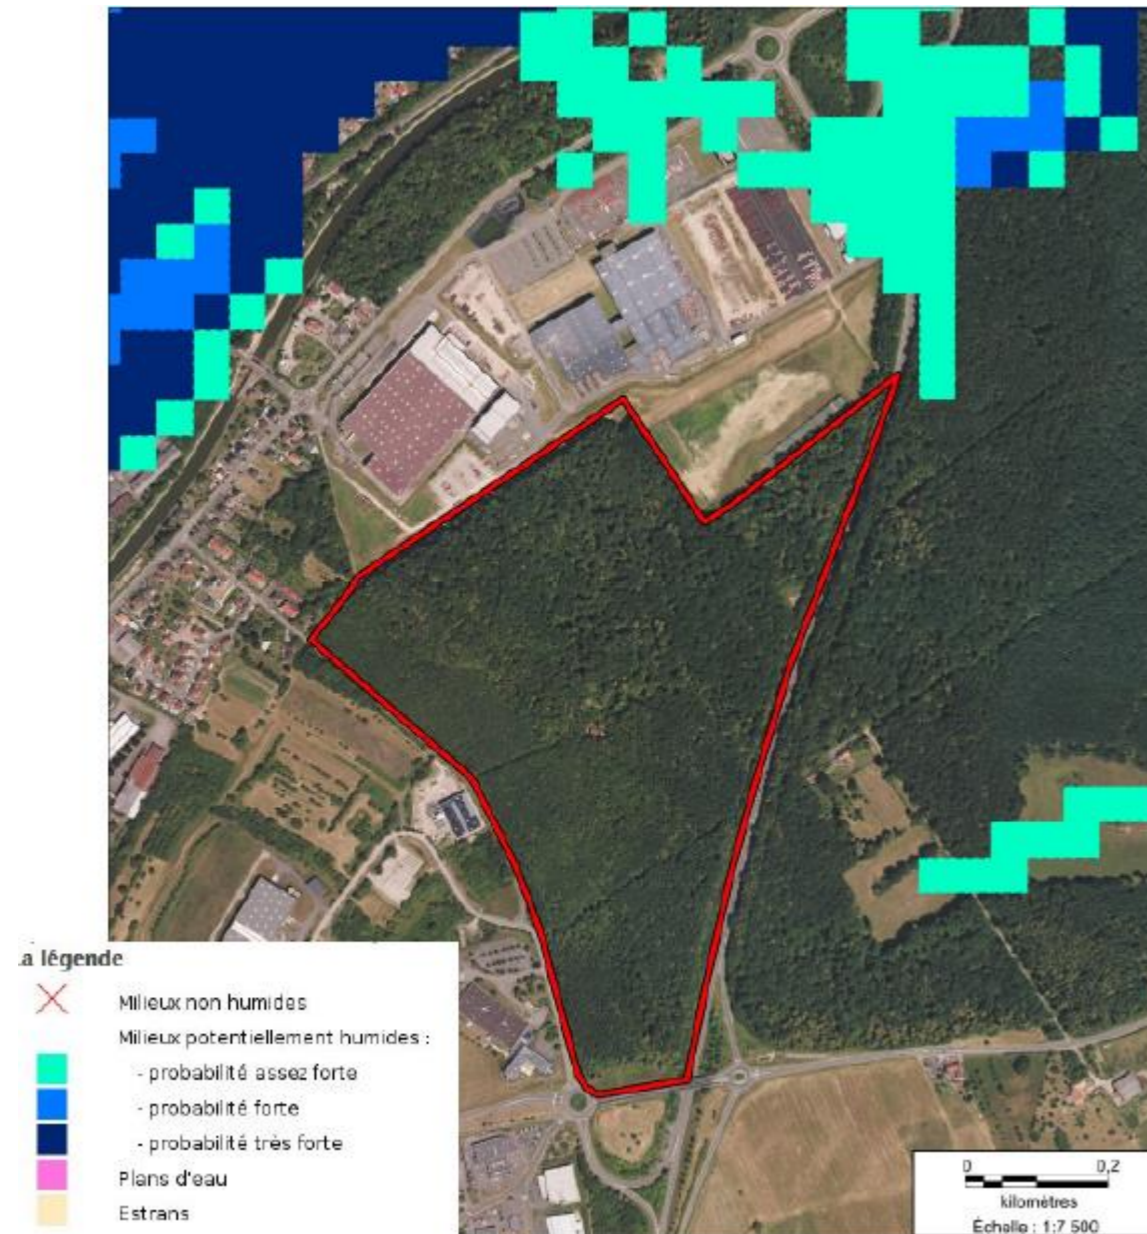 .a légende
Milieux non humides
Milieux potentiellement humides :
- probabilité assez forte
- probabilité forte
- probabilité très forte
Plans d'eau
Estrans
0 0,2
kilomètres
Échelle : 1:7 500